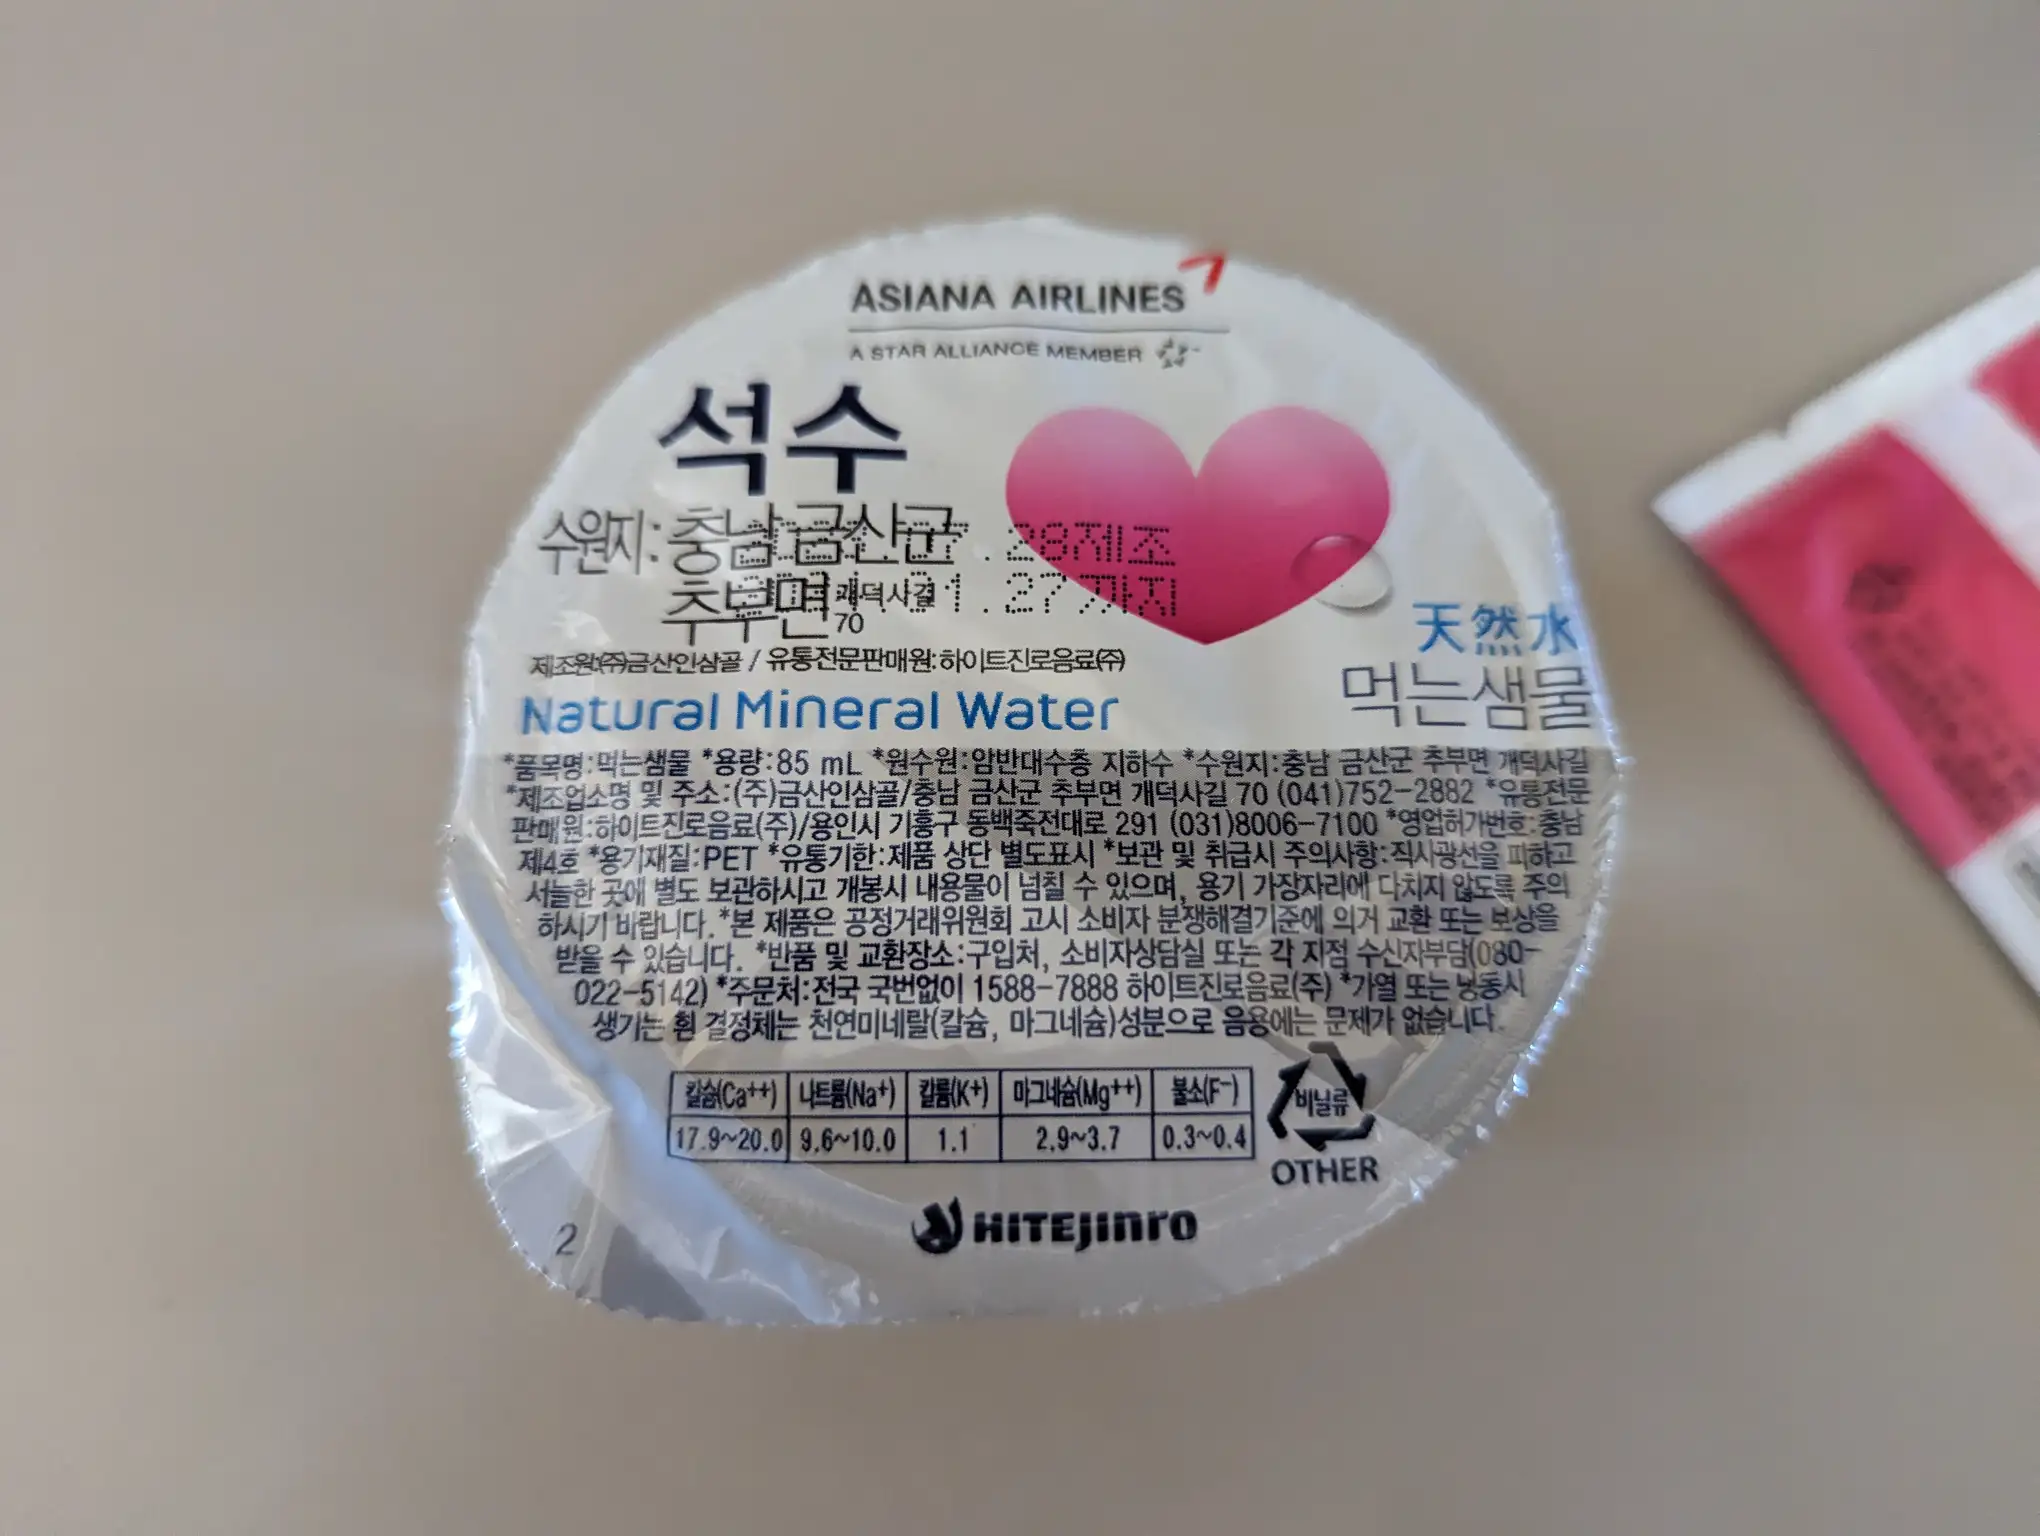 ASIANA AIRLINES
A STAR ALLIANCE MEMBER
석수
수원지: 충남 금산군
.28제조
추부면 개덕사길
70
.27까지
天然水
제조원:(주)금산인삼골 / 유통전문판매원:하이트진로음료(주)
먹는샘물
Natural Mineral Water
*품목명:먹는샘물 *용량:85 mL *원수원:암반대수층 지하수 *수원지:충남 금산군 추부면 개덕사길
*제조업소명 및 주소:(주)금산인삼골/충남 금산군 추부면 개덕사길 70 (041)752-2882 *유통전문
판매원:하이트진로음료(주)/용인시 기흥구 동백죽전대로 291 (031)8006-7100 *영업허가번호:충남
제4호 *용기재질:PET *유통기한:제품 상단 별도표시 *보관 및 취급시 주의사항:직사광선을 피하고
서늘한 곳에 별도 보관하시고 개봉시 내용물이 넘칠 수 있으며, 용기 가장자리에 다치지 않도록 주의
하시기 바랍니다. *본 제품은 공정거래위원회 고시 소비자 분쟁해결기준에 의거 교환 또는 보상을
받을 수 있습니다. *반품 및 교환장소:구입처, 소비자상담실 또는 각 지점 수신자부담(080-
022-5142) *주문처:전국 국번없이 1588-7888 하이트진로음료(주) *가열 또는 냉동시
생기는 흰 결정체는 천연미네랄(칼슘, 마그네슘)성분으로 음용에는 문제가 없습니다.
칼슘(Ca++) 나트륨(Na+) 칼륨(K+) 마그네슘(Mg++) 불소(F-)
17.9~20.0 9.6~10.0 1.1 2.9~3.7 0.3~0.4
비닐류
OTHER
HITEJINRO
2